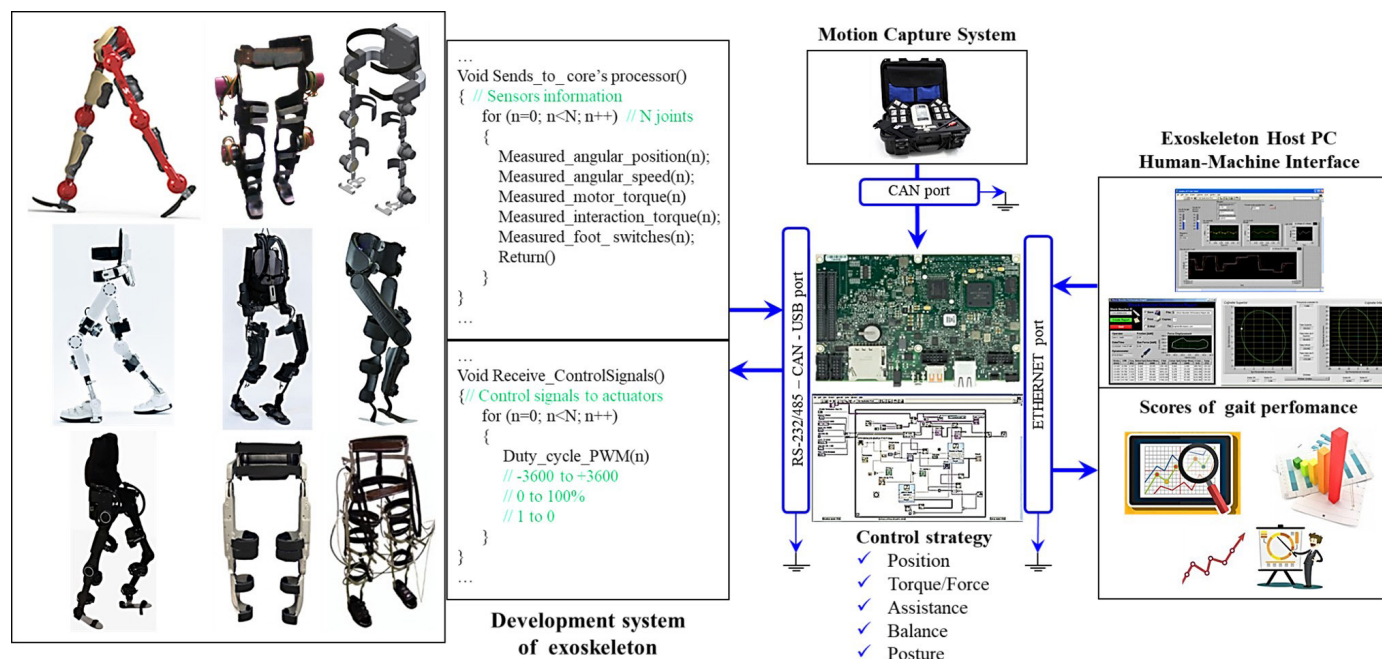 …
Void Sends_to_ core’s processor()
{ // Sensors information
for (n=0; n<N; n++) // N joints
{
Measured_angular_position(n);
Measured_angular_speed(n);
Measured_motor_torque(n)
Measured_interaction_torque(n);
Measured_foot_ switches(n);
Return()
}
}
…
…
Void Receive_ControlSignals()
{// Control signals to actuators
for (n=0; n<N; n++)
{
Duty_cycle_PWM(n)
// -3600 to +3600
// 0 to 100%
// 1 to 0
}
}
…
Development system
of exoskeleton
Motion Capture System
CAN port
RS-232/485 – CAN - USB port
ETHERNET port
Control strategy
✓ Position
✓ Torque/Force
✓ Assistance
✓ Balance
✓ Posture
Exoskeleton Host PC
Human-Machine Interface
Scores of gait perfomance